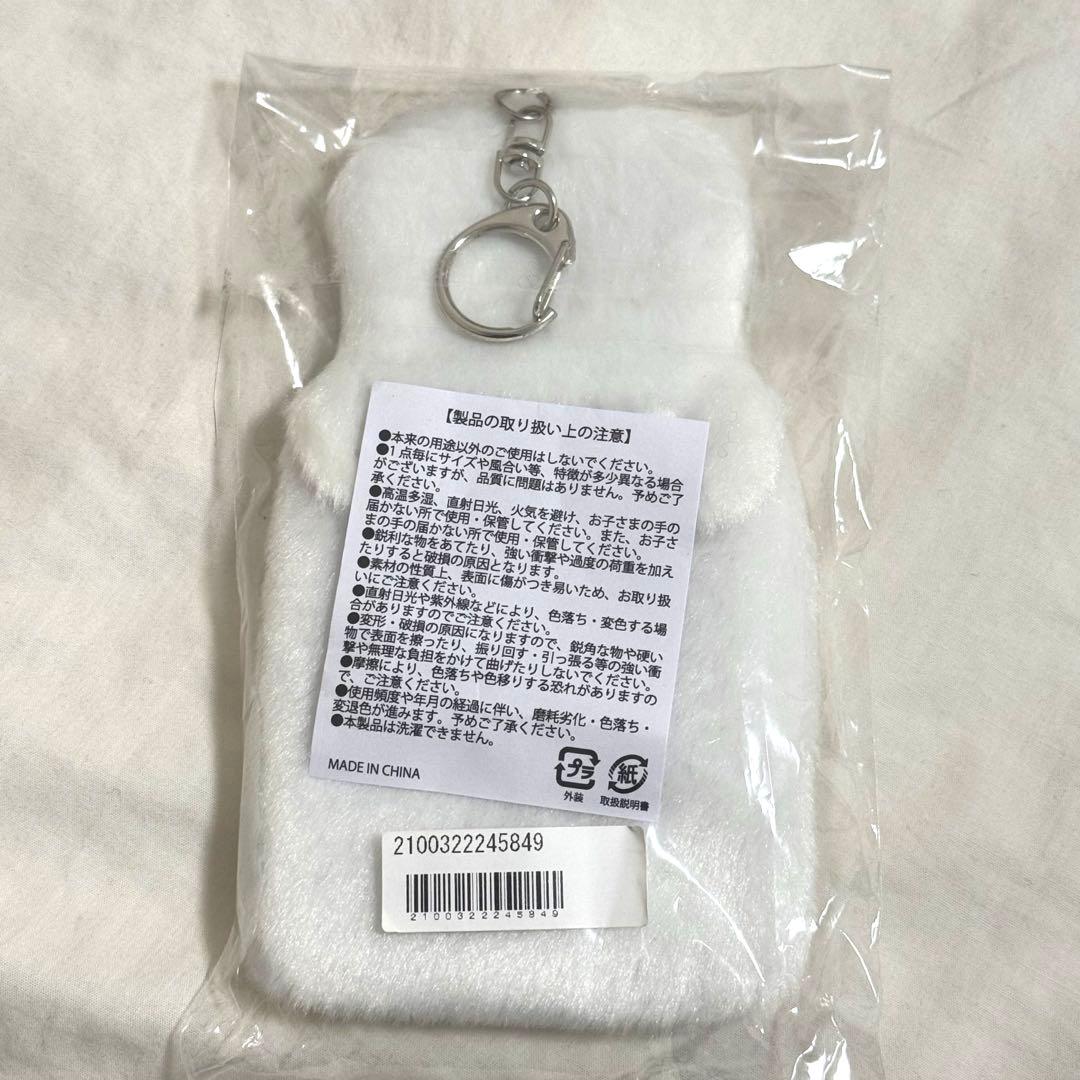 【製品の取り扱い上の注意】
●本来の用途以外のご使用はしないでください。
●1点毎にサイズや風合い等、特徴が多少異なる場合
がございますが、品質に問題はありません。予めご了
承ください。
●高温多湿、直射日光、火気を避け、お子さまの手の
届かない所で使用・保管してください。また、お子さ
まの手の届かない所で使用・保管してください。
●鋭利な物をあてたり、強い衝撃や過度の荷重を加え
たりすると破損の原因となります。
●素材の性質上、表面に傷がつき易いため、お取り扱
いにご注意ください。
●直射日光や紫外線などにより、色落ち・変色する場
合がありますのでご注意ください。
●変形・破損の原因になりますので、鋭角な物や硬い
物で表面を擦ったり、振り回す・引っ張る等の強い衝
撃や無理な負担をかけて曲げたりしないでください。
●摩擦により、色落ちや色移りする恐れがありますの
で、ご注意ください。
●使用頻度や年月の経過に伴い、磨耗劣化・色落ち・
変退色が進みます。予めご了承ください。
●本製品は洗濯できません。
MADE IN CHINA
プラ
外装
紙
取扱説明書
2100322245849
2100322245849